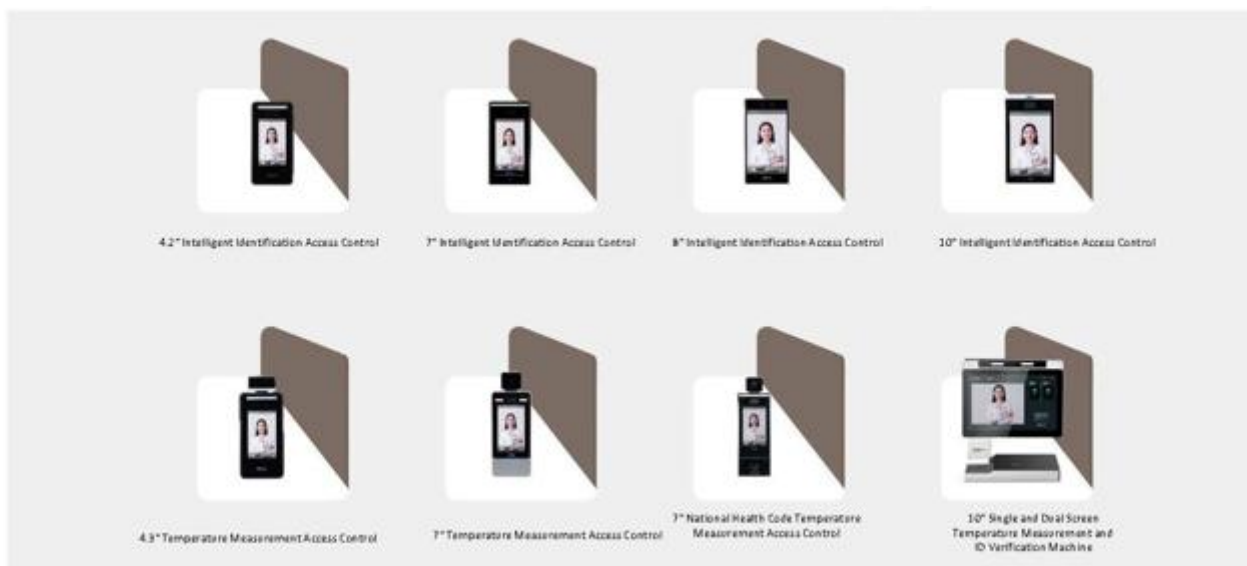 4.2" Intelligent Identification Access Control
7" Intelligent Identification Access Control
8" Intelligent Identification Access Control
10" Intelligent Identification Access Control
4.3" Temperature Measurement Access Control
7" Temperature Measurement Access Control
7" National Health Code Temperature
Measurement Access Control
10" Single and Dual Screen
Temperature Measurement and
ID Verification Machine